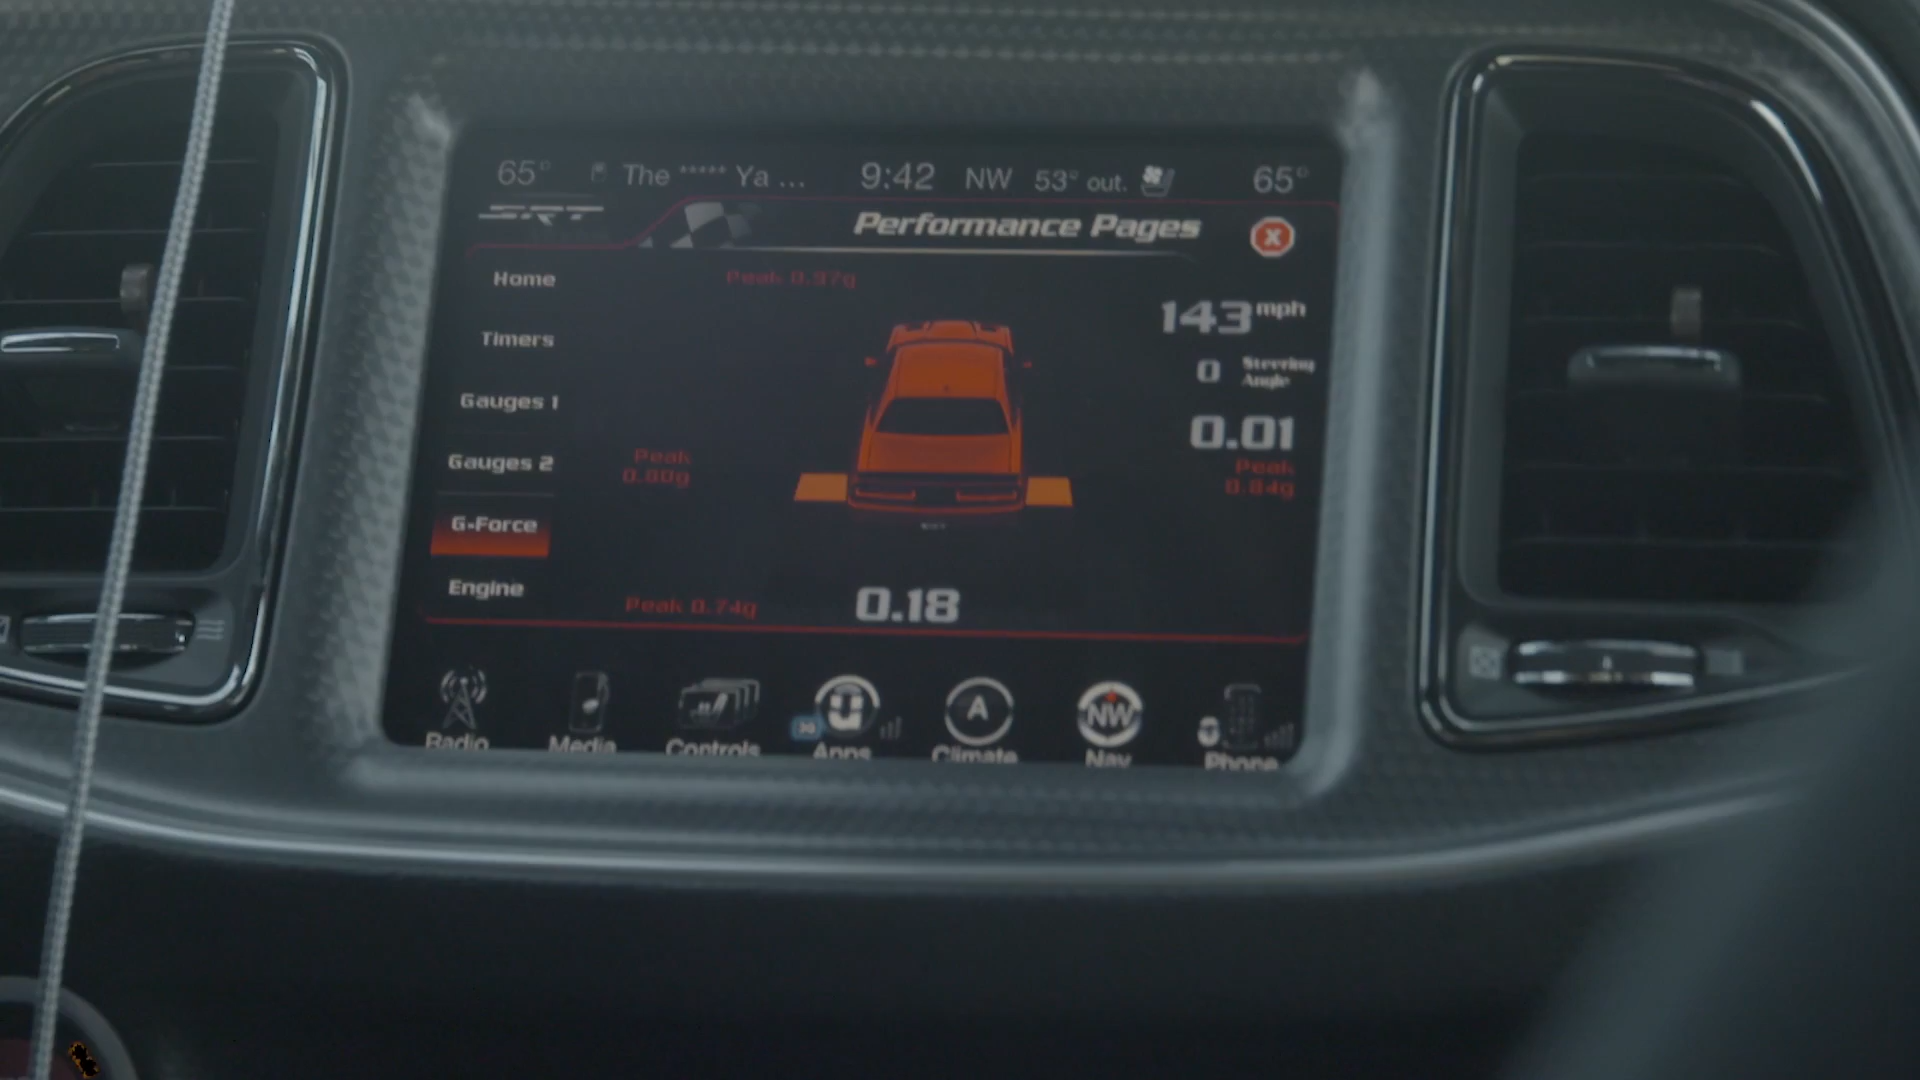 65° The ***** Ya ... 9:42 NW 53° out. 65°
SRT
Performance Pages
Home
Peak 0.97g
143 mph
Timers
0 Steering
Angle
Gauges 1
0.01
Gauges 2
Peak
Peak
0.84g
G-Force
Engine
Peak 0.74g
0.18
Radio
Media
Controls
Apps
A
Climate
NW
Nav
Phone